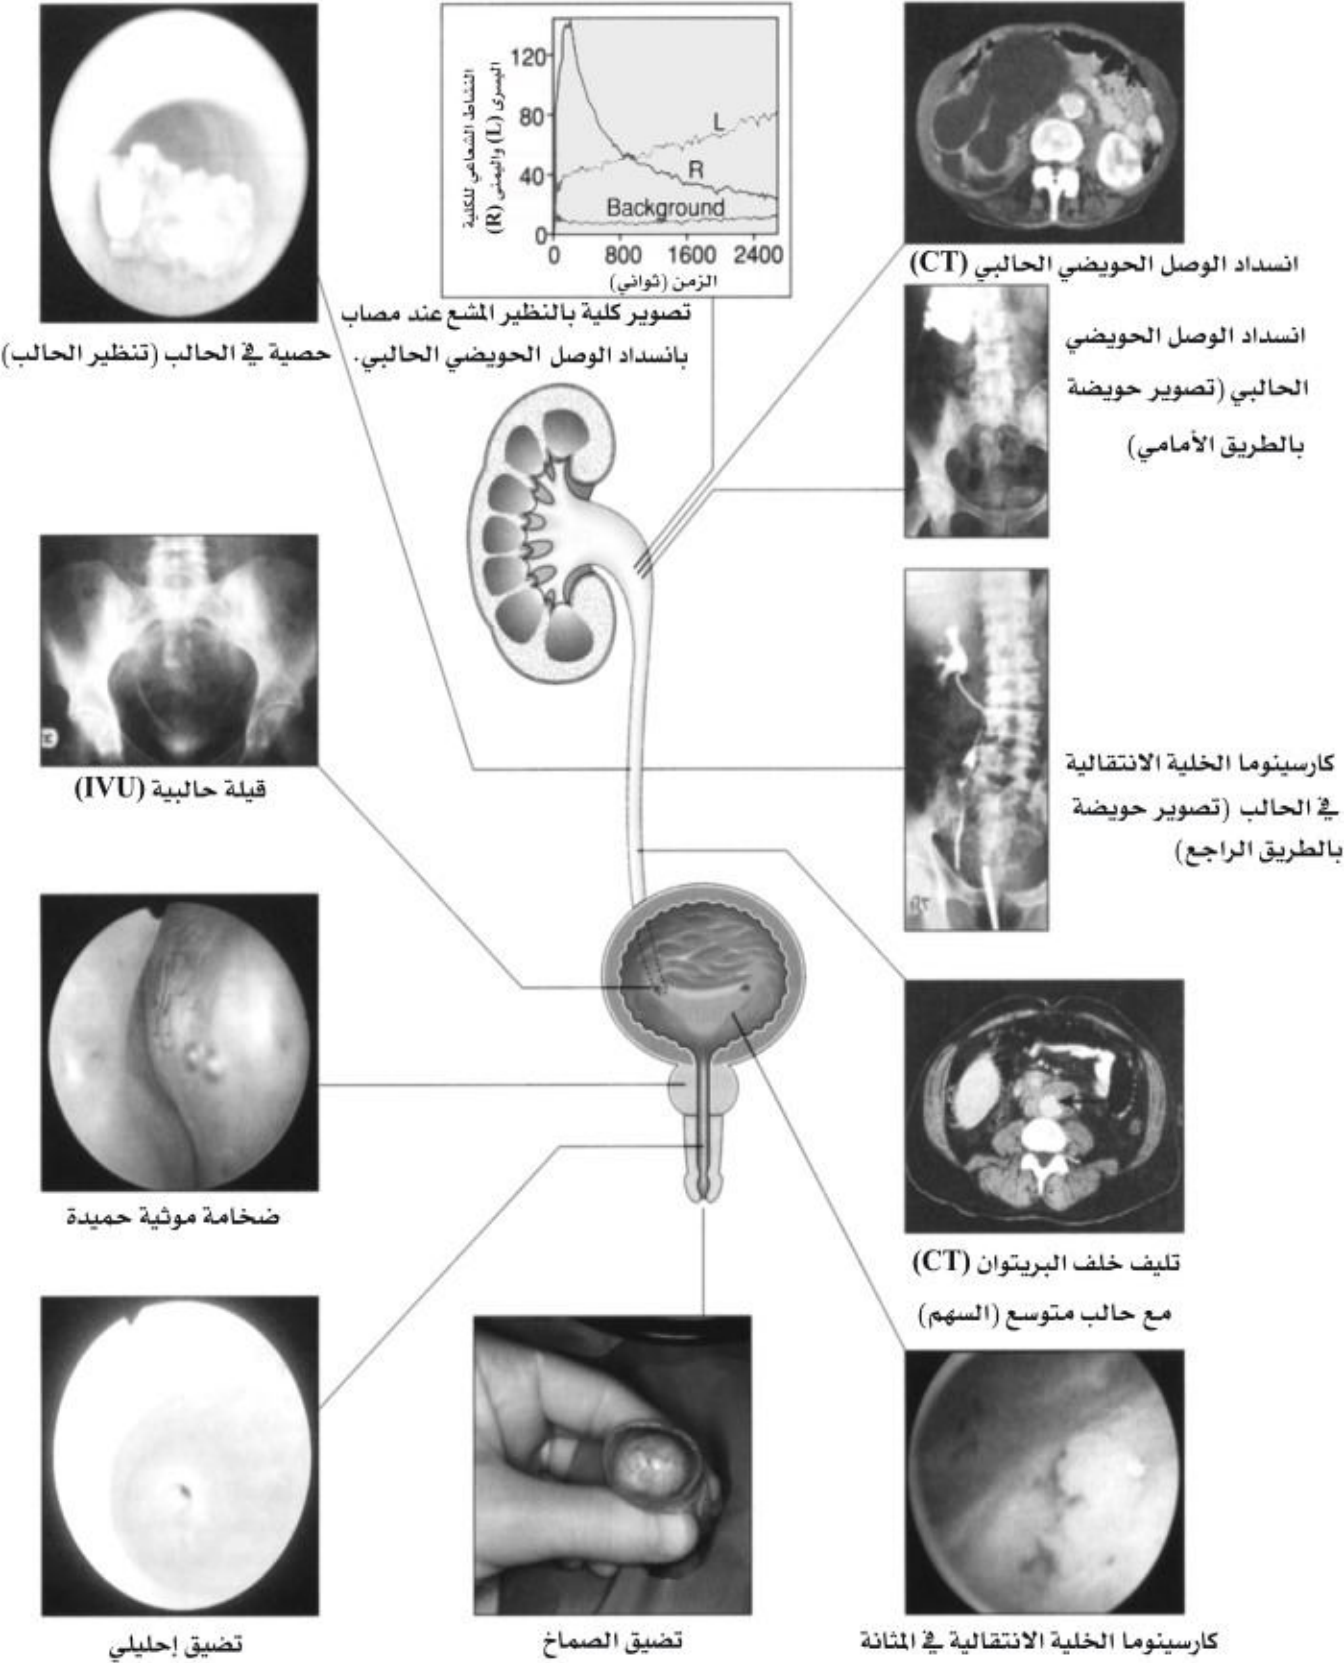 النشاط الشعاعي للكلية
اليسرى (L) واليمنى (R)
120
80
40
0
L
R
Background
0 800 1600 2400
الزمن (ثواني)
تصوير كلية بالنظير المشع عند مصاب
بانسداد الوصل الحويضي الحالبي.
حصية في الحالب (تنظير الحالب)
انسداد الوصل الحويضي الحالبي (CT)
انسداد الوصل الحويضي
الحالبي (تصوير حويضة
بالطريق الأمامي)
قيلة حالبية (IVU)
كارسينوما الخلية الانتقالية
في الحالب (تصوير حويضة
بالطريق الراجع)
ضخامة موثية حميدة
تليف خلف البريتوان (CT)
مع حالب متوسع (السهم)
تضيق إحليلي
تضيق الصماخ
كارسينوما الخلية الانتقالية في المثانة